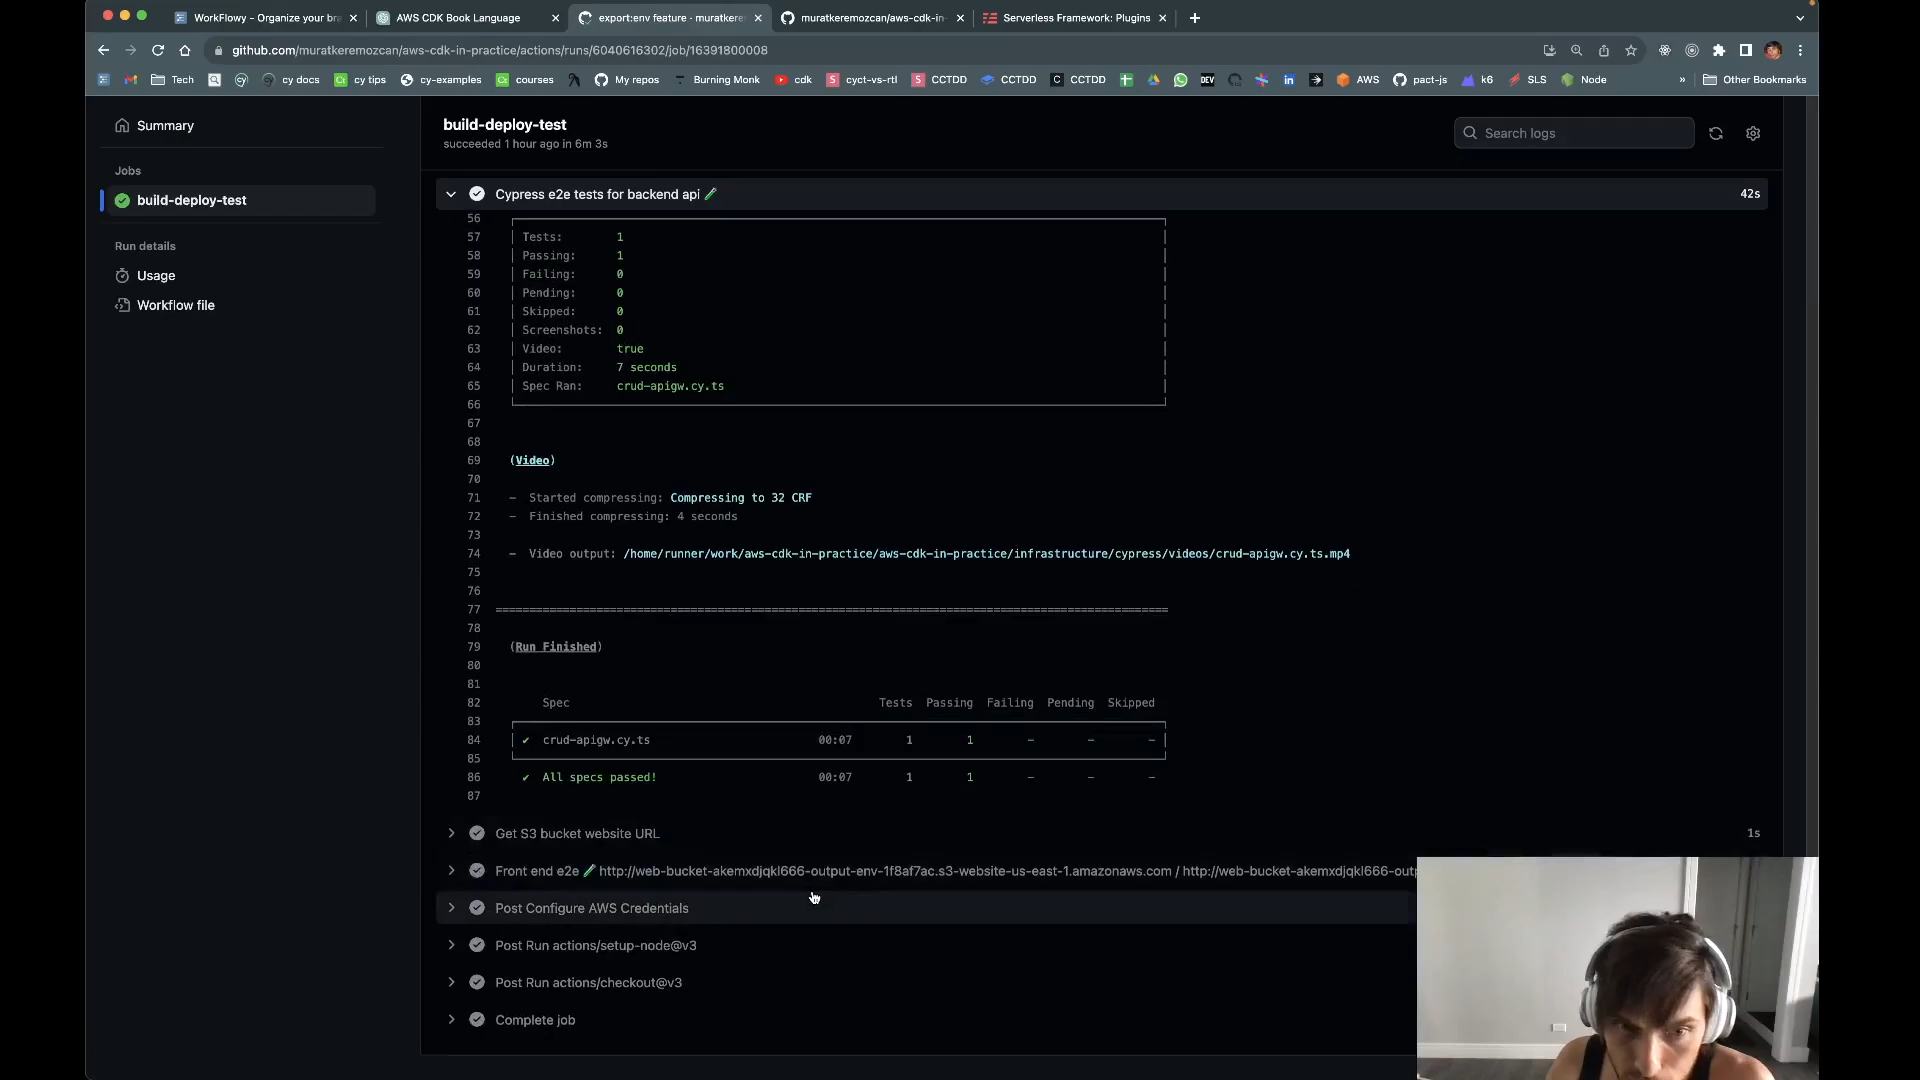 WorkFlowy - Organize your bra
AWS CDK Book Language
export:env feature · muratkere
muratkeremozcan/aws-cdk-in-
Serverless Framework: Plugins
github.com/muratkeremozcan/aws-cdk-in-practice/actions/runs/6040616302/job/16391800008
Tech
cy docs
cy tips
cy-examples
courses
My repos
Burning Monk
cdk
cyct-vs-rtl
CCTDD
CCTDD
CCTDD
AWS
pact-js
k6
SLS
Node
»
Other Bookmarks
Summary
Jobs
build-deploy-test
Run details
Usage
Workflow file
build-deploy-test
succeeded 1 hour ago in 6m 3s
Search logs
Cypress e2e tests for backend api 42s
56
57 Tests: 1
58 Passing: 1
59 Failing: 0
60 Pending: 0
61 Skipped: 0
62 Screenshots: 0
63 Video: true
64 Duration: 7 seconds
65 Spec Ran: crud-apigw.cy.ts
66
67
68
69 (Video)
70
71 - Started compressing: Compressing to 32 CRF
72 - Finished compressing: 4 seconds
73
74 - Video output: /home/runner/work/aws-cdk-in-practice/aws-cdk-in-practice/infrastructure/cypress/videos/crud-apigw.cy.ts.mp4
75
76
77 ====================================================================================================
78
79 (Run Finished)
80
81
82 Spec Tests Passing Failing Pending Skipped
83
84 ✔ crud-apigw.cy.ts 00:07 1 1 - - -
85
86 ✔ All specs passed! 00:07 1 1 - - -
87
Get S3 bucket website URL 1s
Front end e2e http://web-bucket-akemxdjqkl666-output-env-1f8af7ac.s3-website-us-east-1.amazonaws.com / http://web-bucket-akemxdjqkl666-outp
Post Configure AWS Credentials
Post Run actions/setup-node@v3
Post Run actions/checkout@v3
Complete job